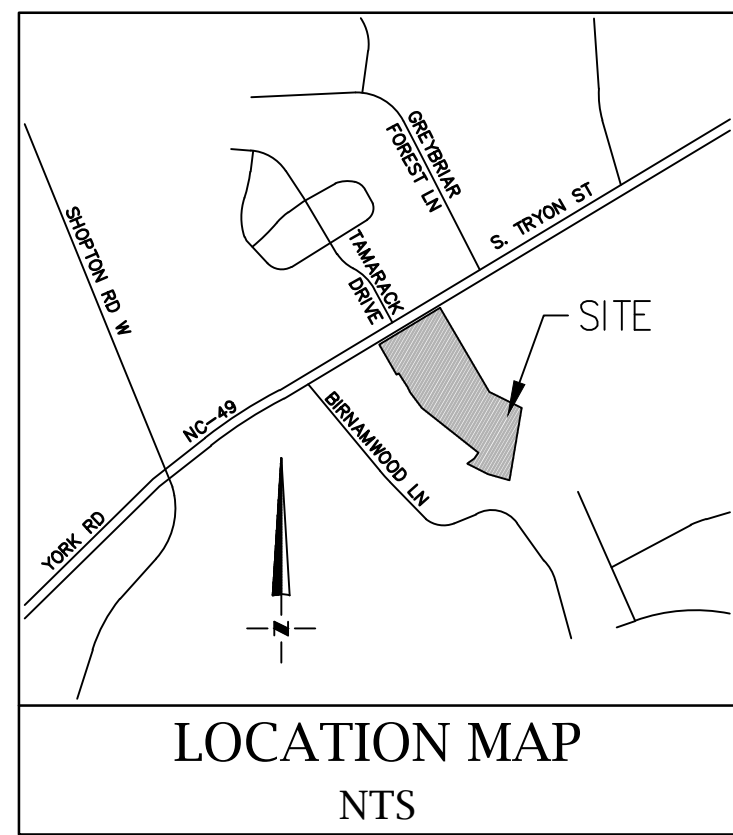 GREYBRIAR
FOREST LN
S. TRYON ST
SHOPTON RD W
TAMARACK
DRIVE
SITE
NC-49
BIRNAMWOOD LN
YORK RD
N
LOCATION MAP
NTS